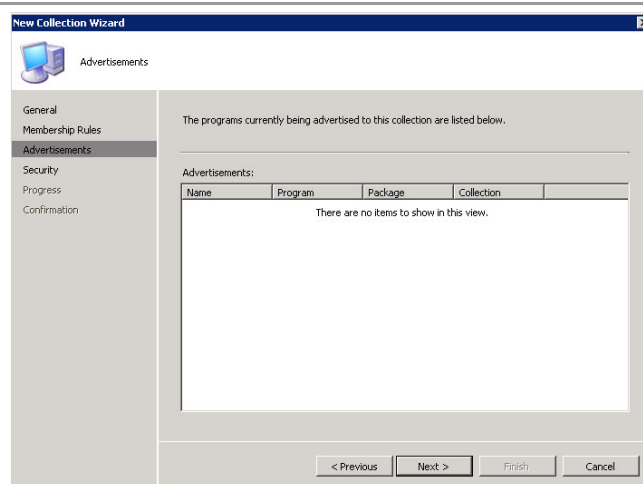 New Collection Wizard
Advertisements
General
Membership Rules
Advertisements
Security
Progress
Confirmation
The programs currently being advertised to this collection are listed below.
Advertisements:
Name Program Package Collection
There are no items to show in this view.
< Previous Next > Finish Cancel